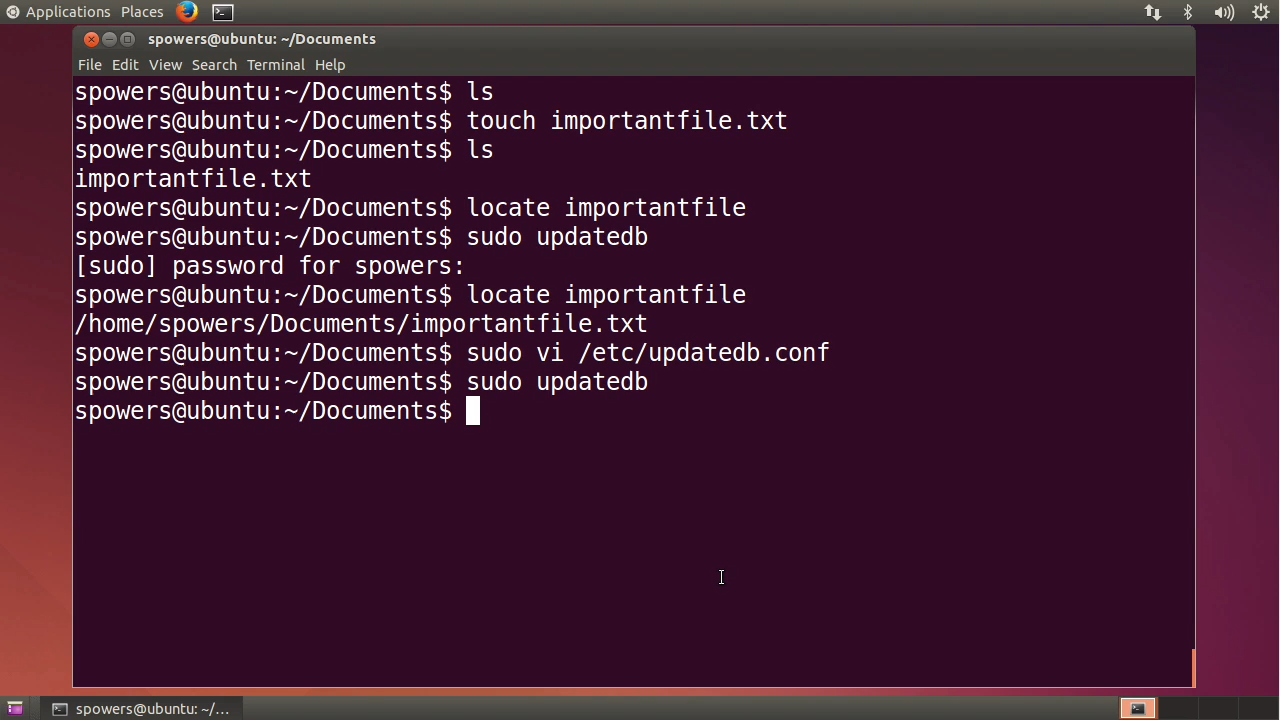 Applications Places
spowers@ubuntu: ~/Documents
File Edit View Search Terminal Help
spowers@ubuntu:~/Documents$ ls
spowers@ubuntu:~/Documents$ touch importantfile.txt
spowers@ubuntu:~/Documents$ ls
importantfile.txt
spowers@ubuntu:~/Documents$ locate importantfile
spowers@ubuntu:~/Documents$ sudo updatedb
[sudo] password for spowers:
spowers@ubuntu:~/Documents$ locate importantfile
/home/spowers/Documents/importantfile.txt
spowers@ubuntu:~/Documents$ sudo vi /etc/updatedb.conf
spowers@ubuntu:~/Documents$ sudo updatedb
spowers@ubuntu:~/Documents$
spowers@ubuntu: ~/...